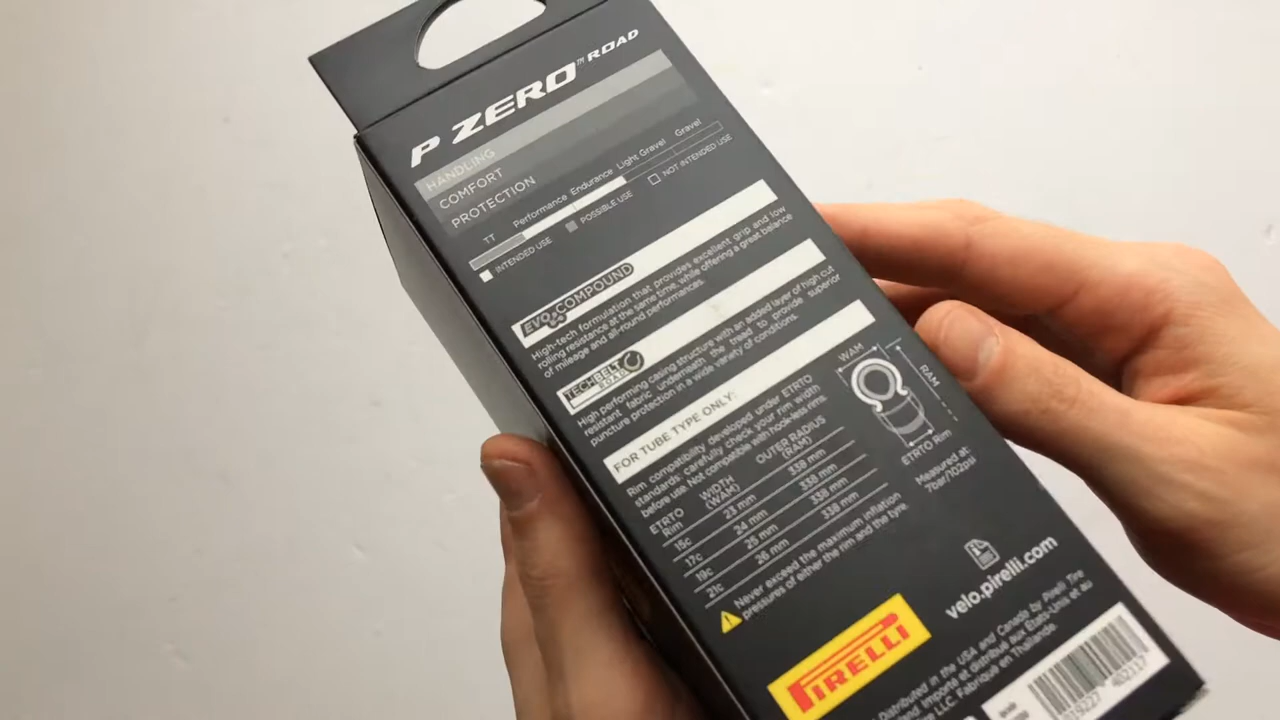 P ZERO™ ROAD
HANDLING
COMFORT
PROTECTION
TT Performance Endurance Light Gravel Gravel
INTENDED USE POSSIBLE USE NOT INTENDED USE
EVO COMPOUND
High-tech formulation that provides excellent grip and low
rolling resistance at the same time, while offering a great balance
of mileage and all-round performances.
TECHBELT
ROAD
High performing casing structure with an added layer of high cut
resistant fabric underneath the tread to provide superior
puncture protection in a wide variety of conditions.
FOR TUBE TYPE ONLY:
Rim compatibility developed under ETRTO
standards: carefully check your rim width
before use. Not compatible with hook-less rims.
ETRTO Rim WIDTH (WAM) OUTER RADIUS (RAM)
15c 23 mm 338 mm
17c 24 mm 338 mm
19c 25 mm 338 mm
21c 26 mm 338 mm
WAM
RAM
ETRTO Rim
Measured at:
7bar/102psi
Never exceed the maximum inflation
pressures of either the rim and the tyre.
velo.pirelli.com
PIRELLI
Distributed in the USA and Canada by Pirelli Tire
Importé et distribué aux États-Unis et au
LLC. Fabriqué en Thaïlande.